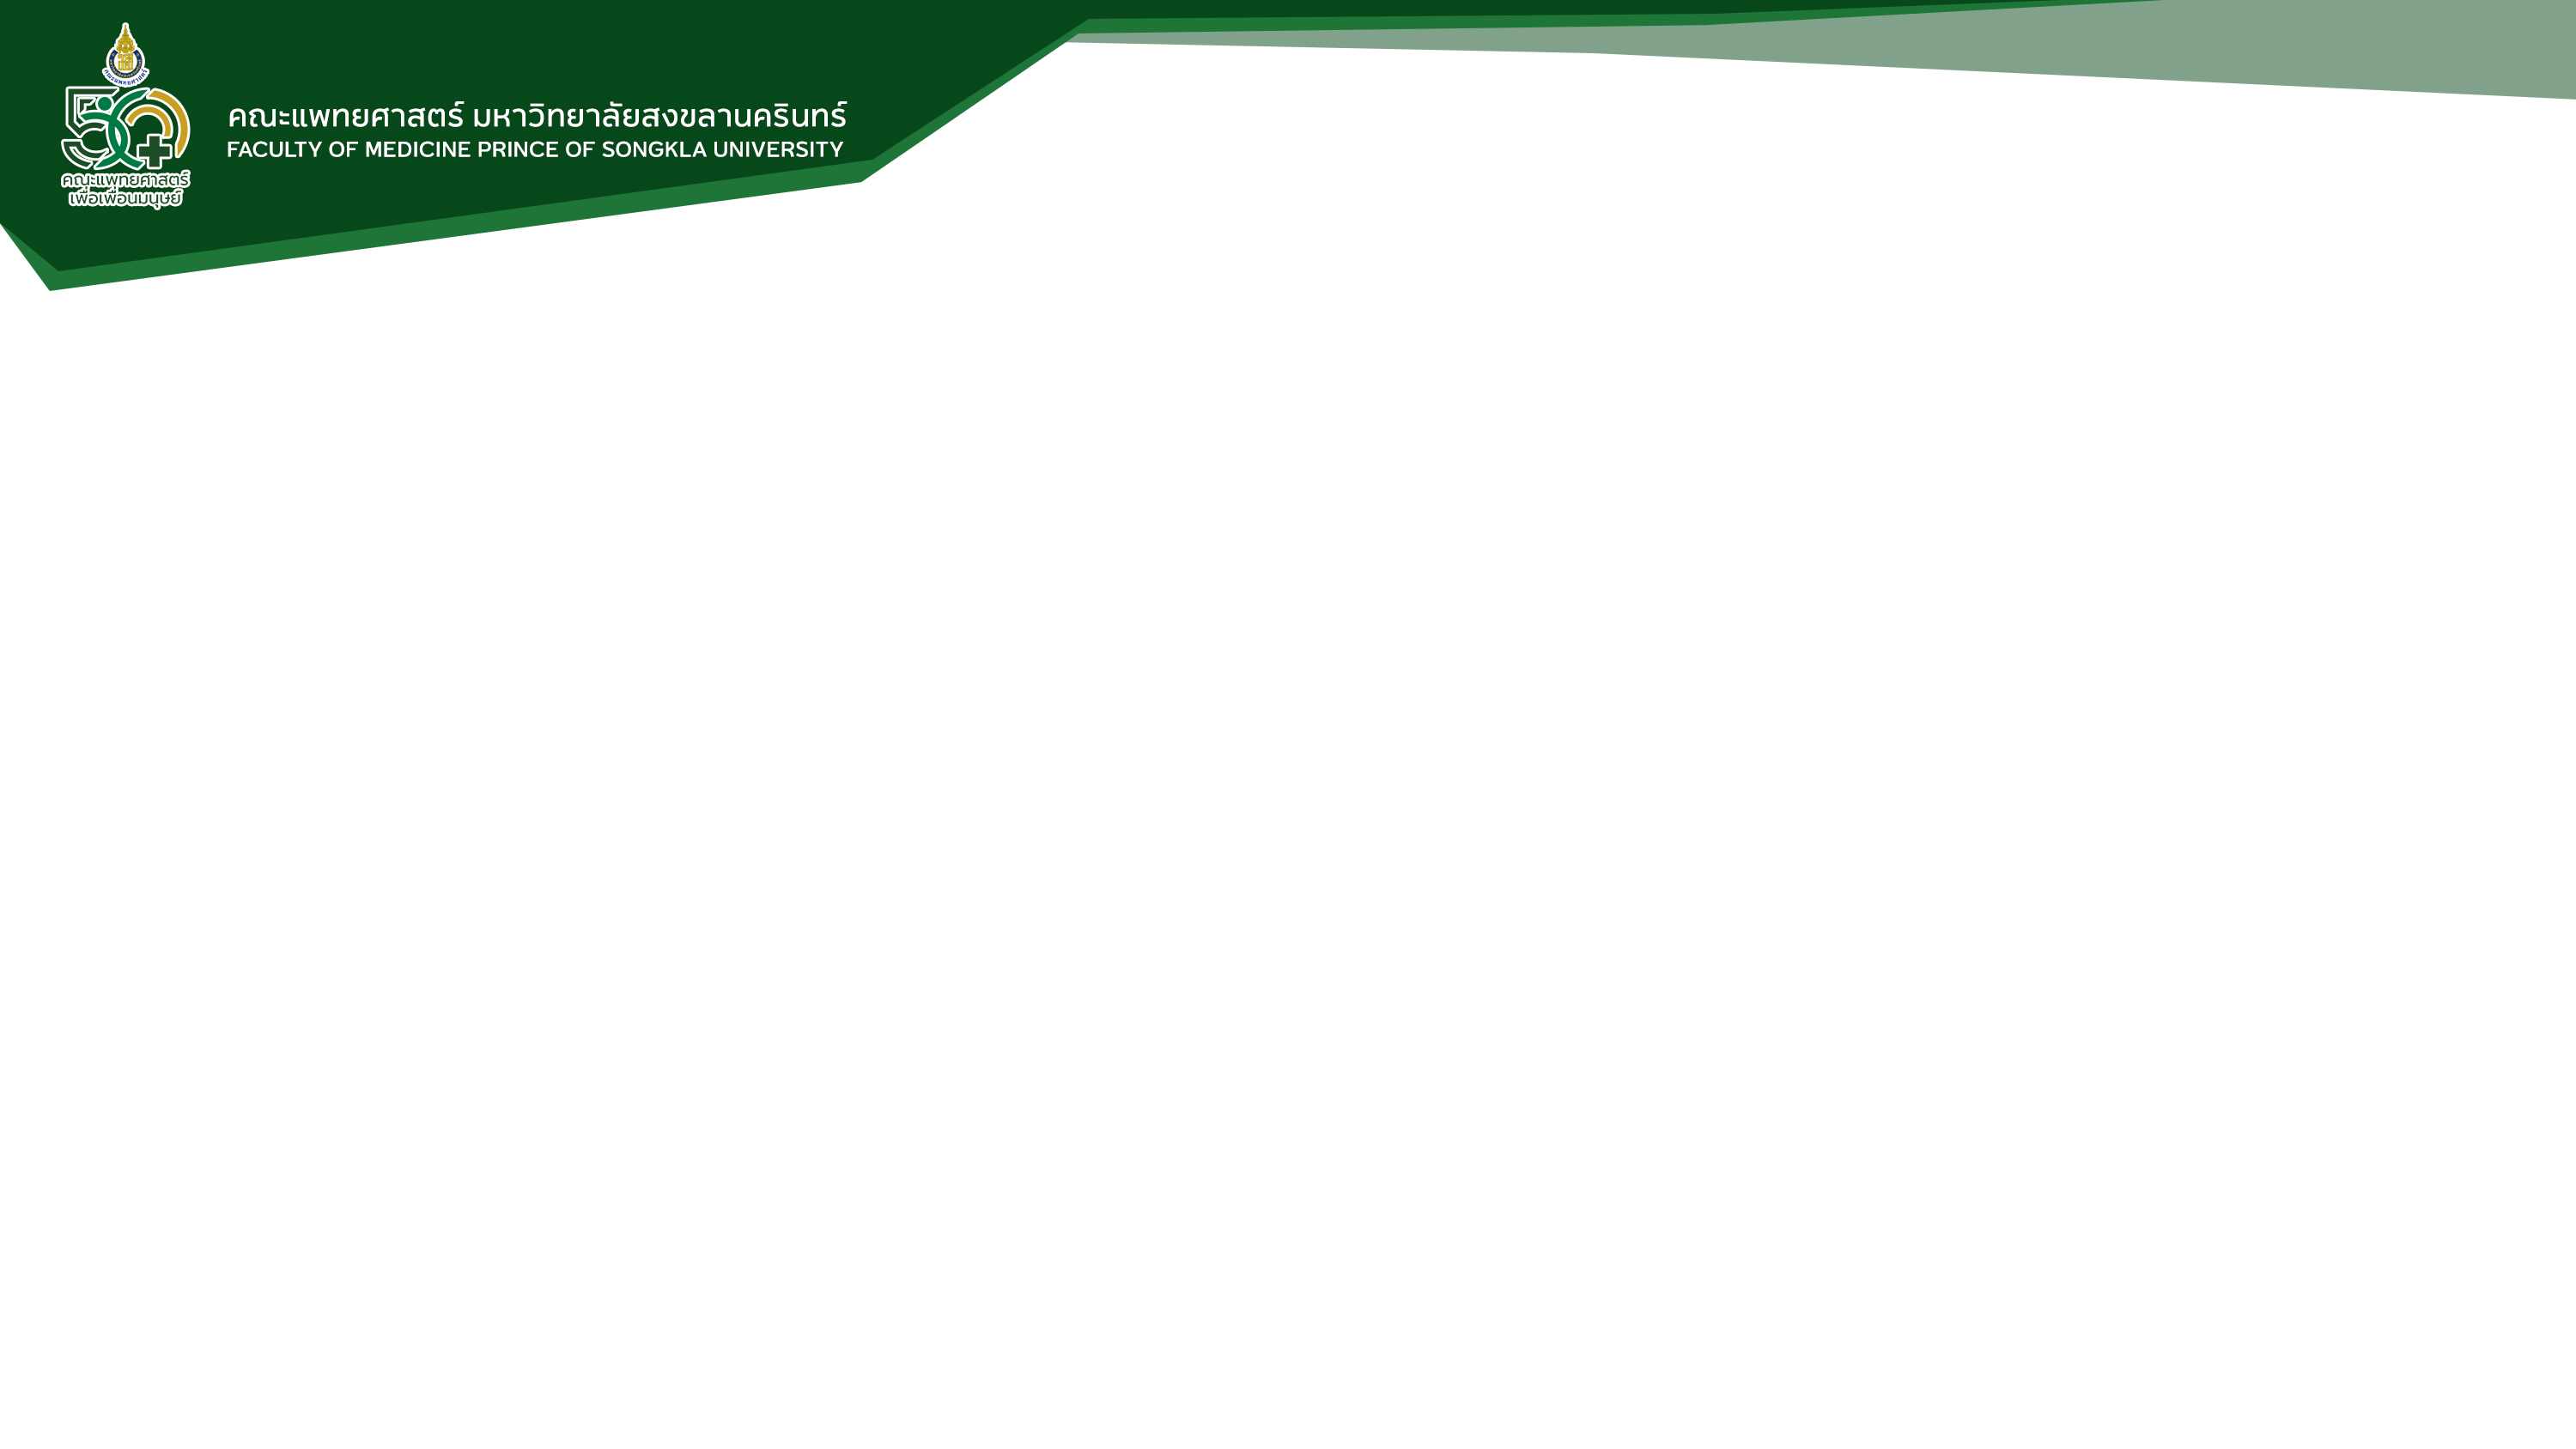 คณะแพทยศาสตร์
เพื่อเพื่อนมนุษย์
คณะแพทยศาสตร์ มหาวิทยาลัยสงขลานครินทร์
FACULTY OF MEDICINE PRINCE OF SONGKLA UNIVERSITY